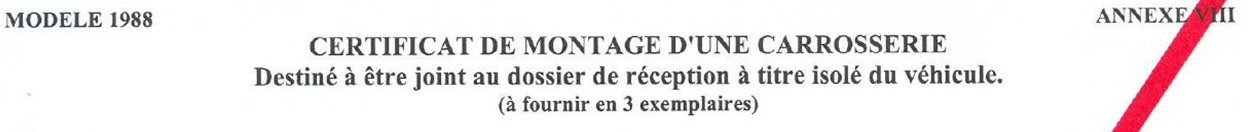 MODELE 1988
ANNEXE VIII
CERTIFICAT DE MONTAGE D'UNE CARROSSERIE
Destiné à être joint au dossier de réception à titre isolé du véhicule.
(à fournir en 3 exemplaires)